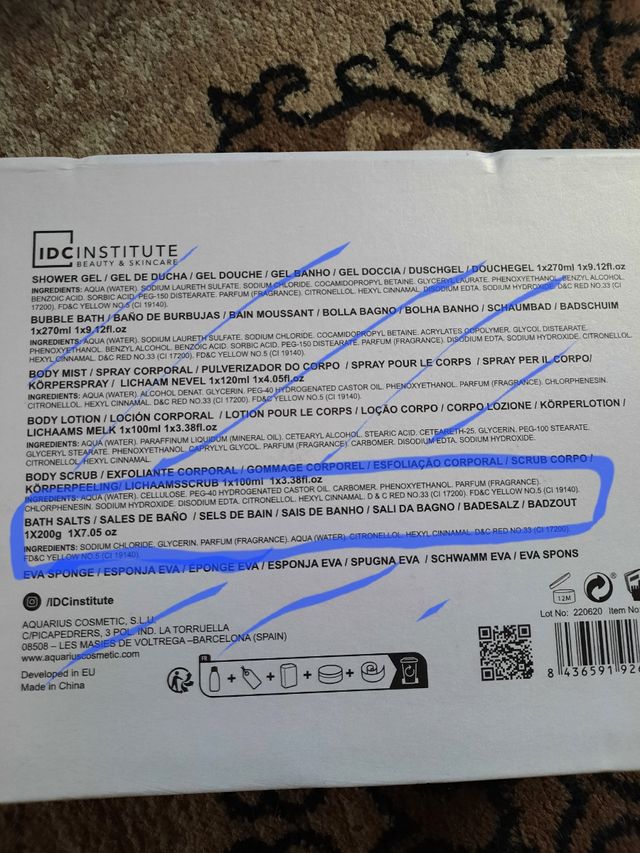 IDC INSTITUTE
BEAUTY & SKINCARE
SHOWER GEL / GEL DE DUCHA / GEL DOUCHE / GEL BANHO / GEL DOCCIA / DUSCHGEL / DOUCHEGEL 1x270ml 1x9.12fl.oz
INGREDIENTS: AQUA (WATER). SODIUM LAURETH SULFATE. SODIUM CHLORIDE. COCAMIDOPROPYL BETAINE. GLYCERYL LAURATE. PHENOXYETHANOL. BENZYL ALCOHOL.
BENZOIC ACID. SORBIC ACID. PEG-150 DISTEARATE. PARFUM (FRAGRANCE). CITRONELLOL. HEXYL CINNAMAL. DISODIUM EDTA. SODIUM HYDROXIDE. D&C RED NO.33 (CI
17200). FD&C YELLOW NO.5 (CI 19140).
BUBBLE BATH / BAÑO DE BURBUJAS / BAIN MOUSSANT / BOLLA BAGNO / BOLHA BANHO / SCHAUMBAD / BADSCHUIM
1x270ml 1x9.12fl.oz
INGREDIENTS: AQUA (WATER). SODIUM LAURETH SULFATE. SODIUM CHLORIDE. COCAMIDOPROPYL BETAINE. ACRYLATES COPOLYMER. GLYCOL DISTEARATE.
PHENOXYETHANOL. BENZYL ALCOHOL. BENZOIC ACID. SORBIC ACID. PEG-150 DISTEARATE. PARFUM (FRAGRANCE). DISODIUM EDTA. SODIUM HYDROXIDE. CITRONELLOL.
HEXYL CINNAMAL. D&C RED NO.33 (CI 17200). FD&C YELLOW NO.5 (CI 19140).
BODY MIST / SPRAY CORPORAL / PULVERIZADOR DO CORPO / SPRAY POUR LE CORPS / SPRAY PER IL CORPO/
KÖRPERSPRAY / LICHAAM NEVEL 1x120ml 1x4.05fl.oz
INGREDIENTS: AQUA (WATER). ALCOHOL DENAT. GLYCERIN. PEG-40 HYDROGENATED CASTOR OIL. PHENOXYETHANOL. PARFUM (FRAGRANCE). CHLORPHENESIN.
CITRONELLOL. HEXYL CINNAMAL. DISODIUM EDTA. D&C RED NO.33 (CI 17200). FD&C YELLOW NO.5 (CI 19140).
BODY LOTION / LOCIÓN CORPORAL / LOTION POUR LE CORPS / LOÇÃO CORPO / CORPO LOZIONE / KÖRPERLOTION /
LICHAAMS MELK 1x100ml 1x3.38fl.oz
INGREDIENTS: AQUA (WATER). PARAFFINUM LIQUIDUM (MINERAL OIL). CETEARYL ALCOHOL. STEARIC ACID. CETEARETH-25. GLYCERIN. PEG-100 STEARATE.
GLYCERYL STEARATE. PHENOXYETHANOL. CAPRYLYL GLYCOL. PARFUM (FRAGRANCE). CARBOMER. DISODIUM EDTA. SODIUM HYDROXIDE.
CITRONELLOL. HEXYL CINNAMAL.
BODY SCRUB / EXFOLIANTE CORPORAL / GOMMAGE CORPOREL / ESFOLIAÇÃO CORPORAL / SCRUB CORPO /
KÖRPERPEELING/ LICHAAMSSCRUB 1x100ml 1x3.38fl.oz
INGREDIENTS: AQUA (WATER). CELLULOSE. PEG-40 HYDROGENATED CASTOR OIL. CARBOMER. PHENOXYETHANOL. PARFUM (FRAGRANCE).
CHLORPHENESIN. SODIUM HYDROXIDE. DISODIUM EDTA. CITRONELLOL. HEXYL CINNAMAL. D & C RED NO.33 (CI 17200). FD&C YELLOW NO.5 (CI 19140).
BATH SALTS / SALES DE BAÑO / SELS DE BAIN / SAIS DE BANHO / SALI DA BAGNO / BADESALZ / BADZOUT
1X200g 1X7.05 oz
INGREDIENTS: SODIUM CHLORIDE. GLYCERIN. PARFUM (FRAGRANCE). AQUA (WATER). CITRONELLOL. HEXYL CINNAMAL. D&C RED NO.33 (CI 17200).
FD&C YELLOW NO.5 (CI 19140).
EVA SPONGE / ESPONJA EVA / ÉPONGE EVA / ESPONJA EVA / SPUGNA EVA / SCHWAMM EVA / EVA SPONS
/IDCinstitute
12M
AQUARIUS COSMETIC, S.L.U.
C/PICAPEDRERS, 3 POL. IND. LA TORRUELLA
08508 – LES MASIES DE VOLTREGA –BARCELONA (SPAIN)
www.aquariuscosmetic.com
Lot No: 220620 Item No
Developed in EU
Made in China
FR
8 436591 92